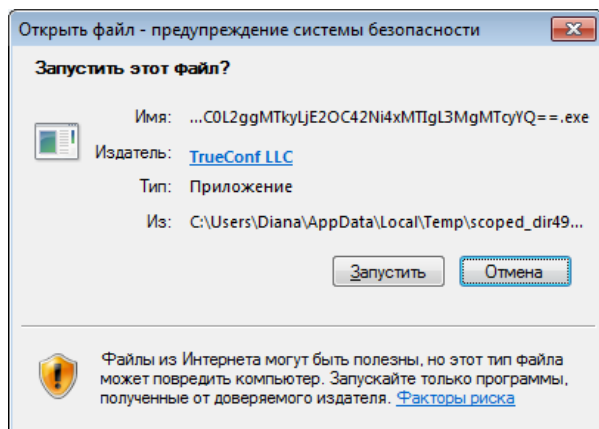 Открыть файл - предупреждение системы безопасности
Запустить этот файл?
Имя: ...C0L2ggMTkyLjE2OC42Ni4xMTIgL3MgMTcyYQ==.exe
Издатель: TrueConf LLC
Тип: Приложение
Из: C:\Users\Diana\AppData\Local\Temp\scoped_dir49...
Запустить Отмена
Файлы из Интернета могут быть полезны, но этот тип файла
может повредить компьютер. Запускайте только программы,
полученные от доверяемого издателя. Факторы риска